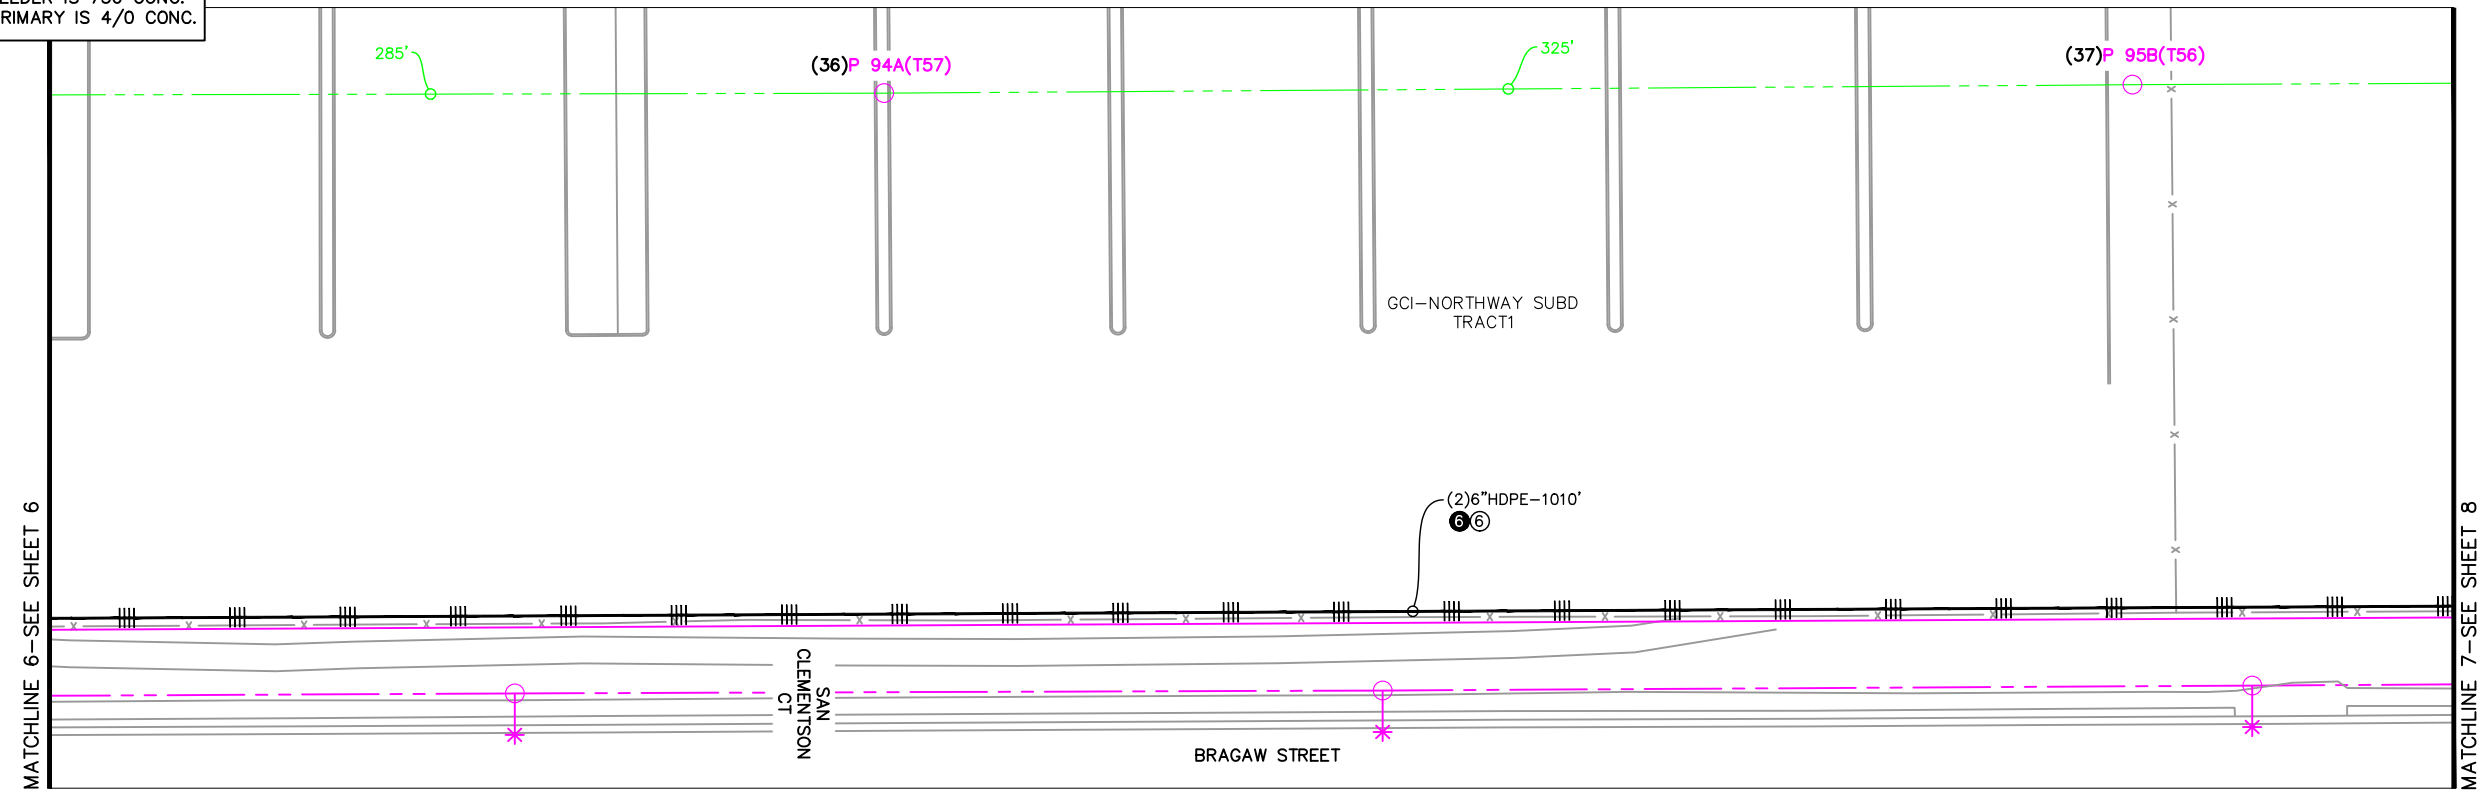 PRIMARY IS 4/0 CONC.
285'
(36)P 94A(T57)
325'
(37)P 95B(T56)
GCI-NORTHWAY SUBD
TRACT1
(2)6"HDPE-1010'
6 6
MATCHLINE 6-SEE SHEET 6
MATCHLINE 7-SEE SHEET 8
SAN
CLEMENTSON
CT
BRAGAW STREET